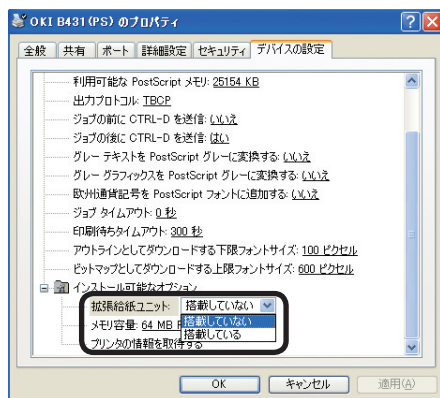 OKI B431(PS) のプロパティ
全般 共有 ポート 詳細設定 セキュリティ デバイスの設定
利用可能な PostScript メモリ: 25154 KB
出力プロトコル: TBCP
ジョブの前に CTRL-D を送信: いいえ
ジョブの後に CTRL-D を送信: はい
グレー テキストを PostScript グレーに変換する: いいえ
グレー グラフィックスを PostScript グレーに変換する: いいえ
欧州通貨記号を PostScript フォントに追加する: いいえ
ジョブ タイムアウト: 0 秒
印刷待ちタイムアウト: 300 秒
アウトラインとしてダウンロードする下限フォントサイズ: 100 ピクセル
ビットマップとしてダウンロードする上限フォントサイズ: 600 ピクセル
インストール可能なオプション
拡張給紙ユニット: 搭載していない
メモリ容量: 64 MB 搭載していない
搭載している
プリンタの情報を取得する
OK キャンセル 適用(A)